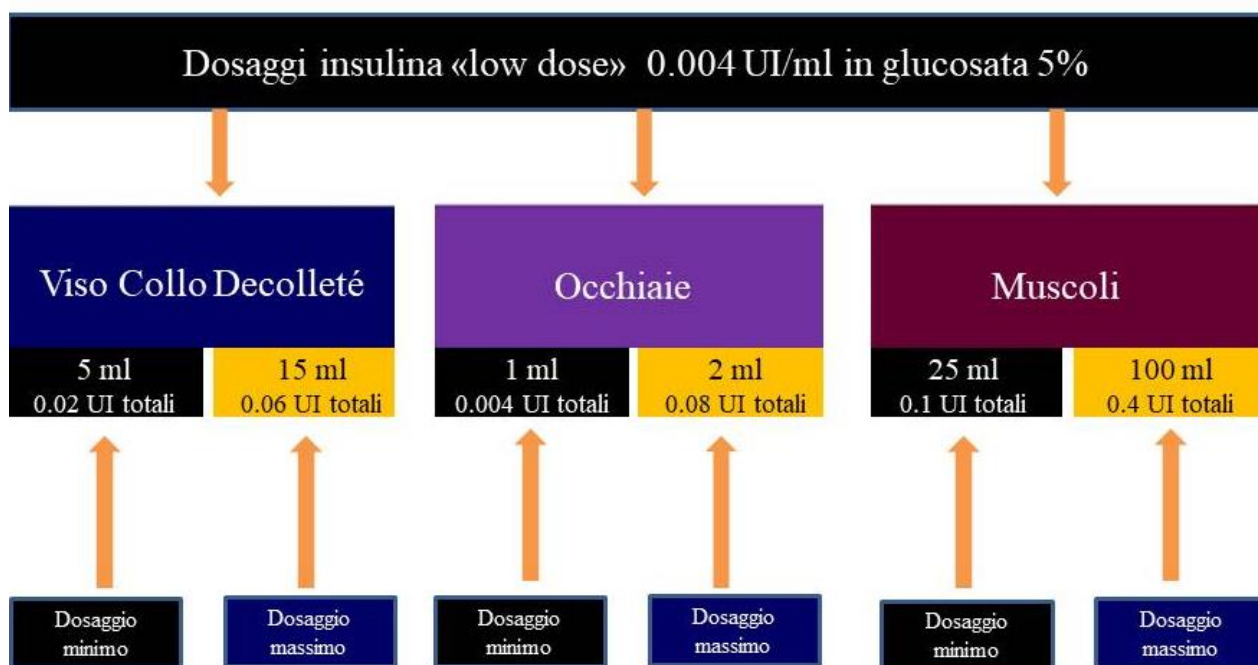 Dosaggi insulina «low dose» 0.004 UI/ml in glucosata 5%
Viso Collo Decolleté
5 ml
0.02 UI totali
15 ml
0.06 UI totali
Occhiaie
1 ml
0.004 UI totali
2 ml
0.08 UI totali
Muscoli
25 ml
0.1 UI totali
100 ml
0.4 UI totali
Dosaggio
minimo
Dosaggio
massimo
Dosaggio
minimo
Dosaggio
massimo
Dosaggio
minimo
Dosaggio
massimo